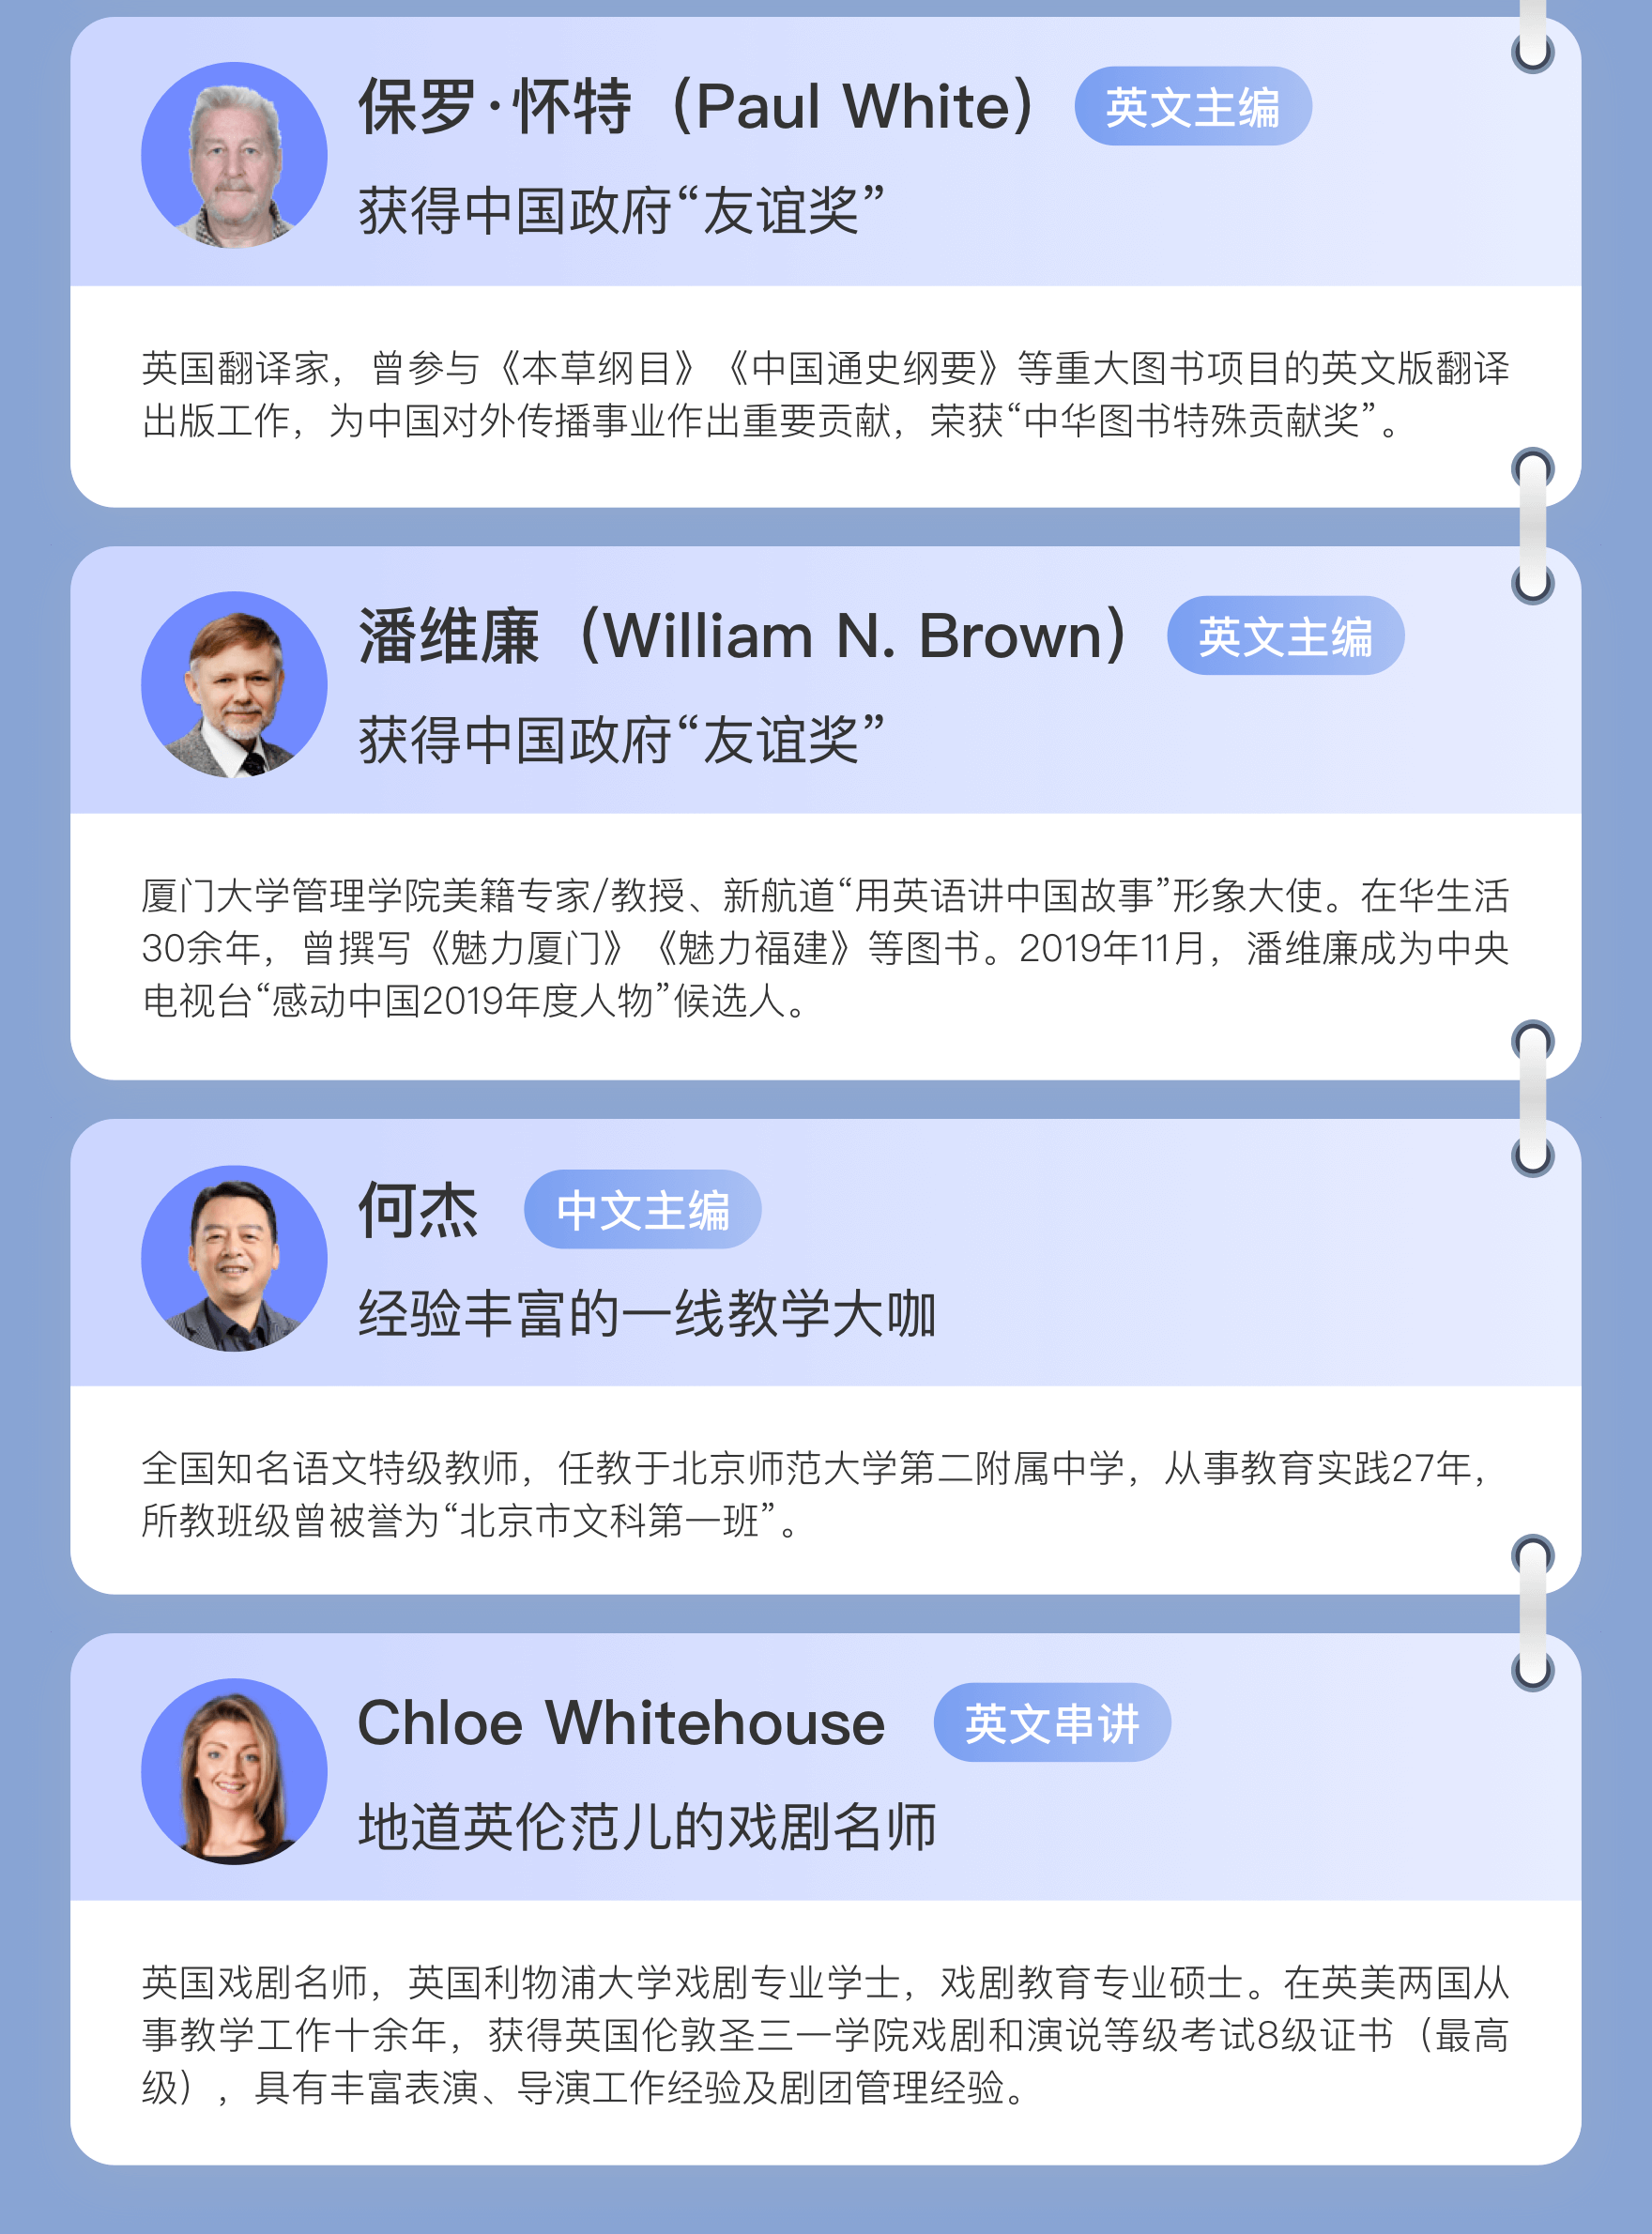 保罗·怀特（Paul White） 英文主编
获得中国政府“友谊奖”
英国翻译家，曾参与《本草纲目》《中国通史纲要》等重大图书项目的英文版翻译
出版工作，为中国对外传播事业作出重要贡献，荣获“中华图书特殊贡献奖”。
潘维廉（William N. Brown） 英文主编
获得中国政府“友谊奖”
厦门大学管理学院美籍专家/教授、新航道“用英语讲中国故事”形象大使。在华生活
30余年，曾撰写《魅力厦门》《魅力福建》等图书。2019年11月，潘维廉成为中央
电视台“感动中国2019年度人物”候选人。
何杰 中文主编
经验丰富的一线教学大咖
全国知名语文特级教师，任教于北京师范大学第二附属中学，从事教育实践27年，
所教班级曾被誉为“北京市文科第一班”。
Chloe Whitehouse 英文串讲
地道英伦范儿的戏剧名师
英国戏剧名师，英国利物浦大学戏剧专业学士，戏剧教育专业硕士。在英美两国从
事教学工作十余年，获得英国伦敦圣三一学院戏剧和演说等级考试8级证书（最高
级），具有丰富表演、导演工作经验及剧团管理经验。